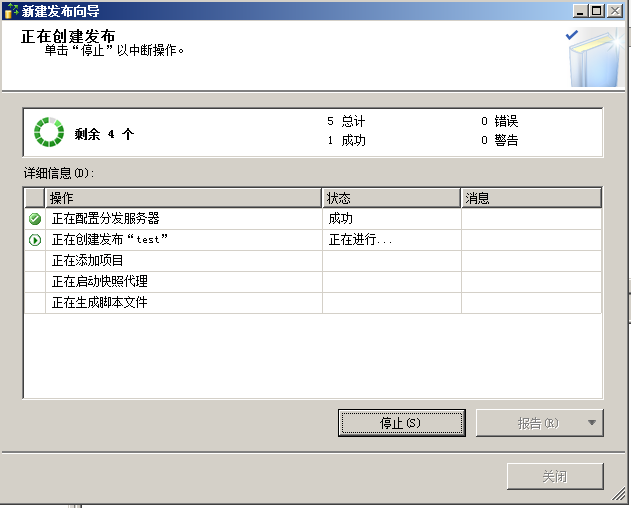 新建发布向导
正在创建发布
单击“停止”以中断操作。
剩余 4 个
5 总计
0 错误
1 成功
0 警告
详细信息(D):
操作 状态 消息
正在配置分发服务器 成功
正在创建发布“test” 正在进行...
正在添加项目
正在启动快照代理
正在生成脚本文件
停止(S) 报告(R)
关闭